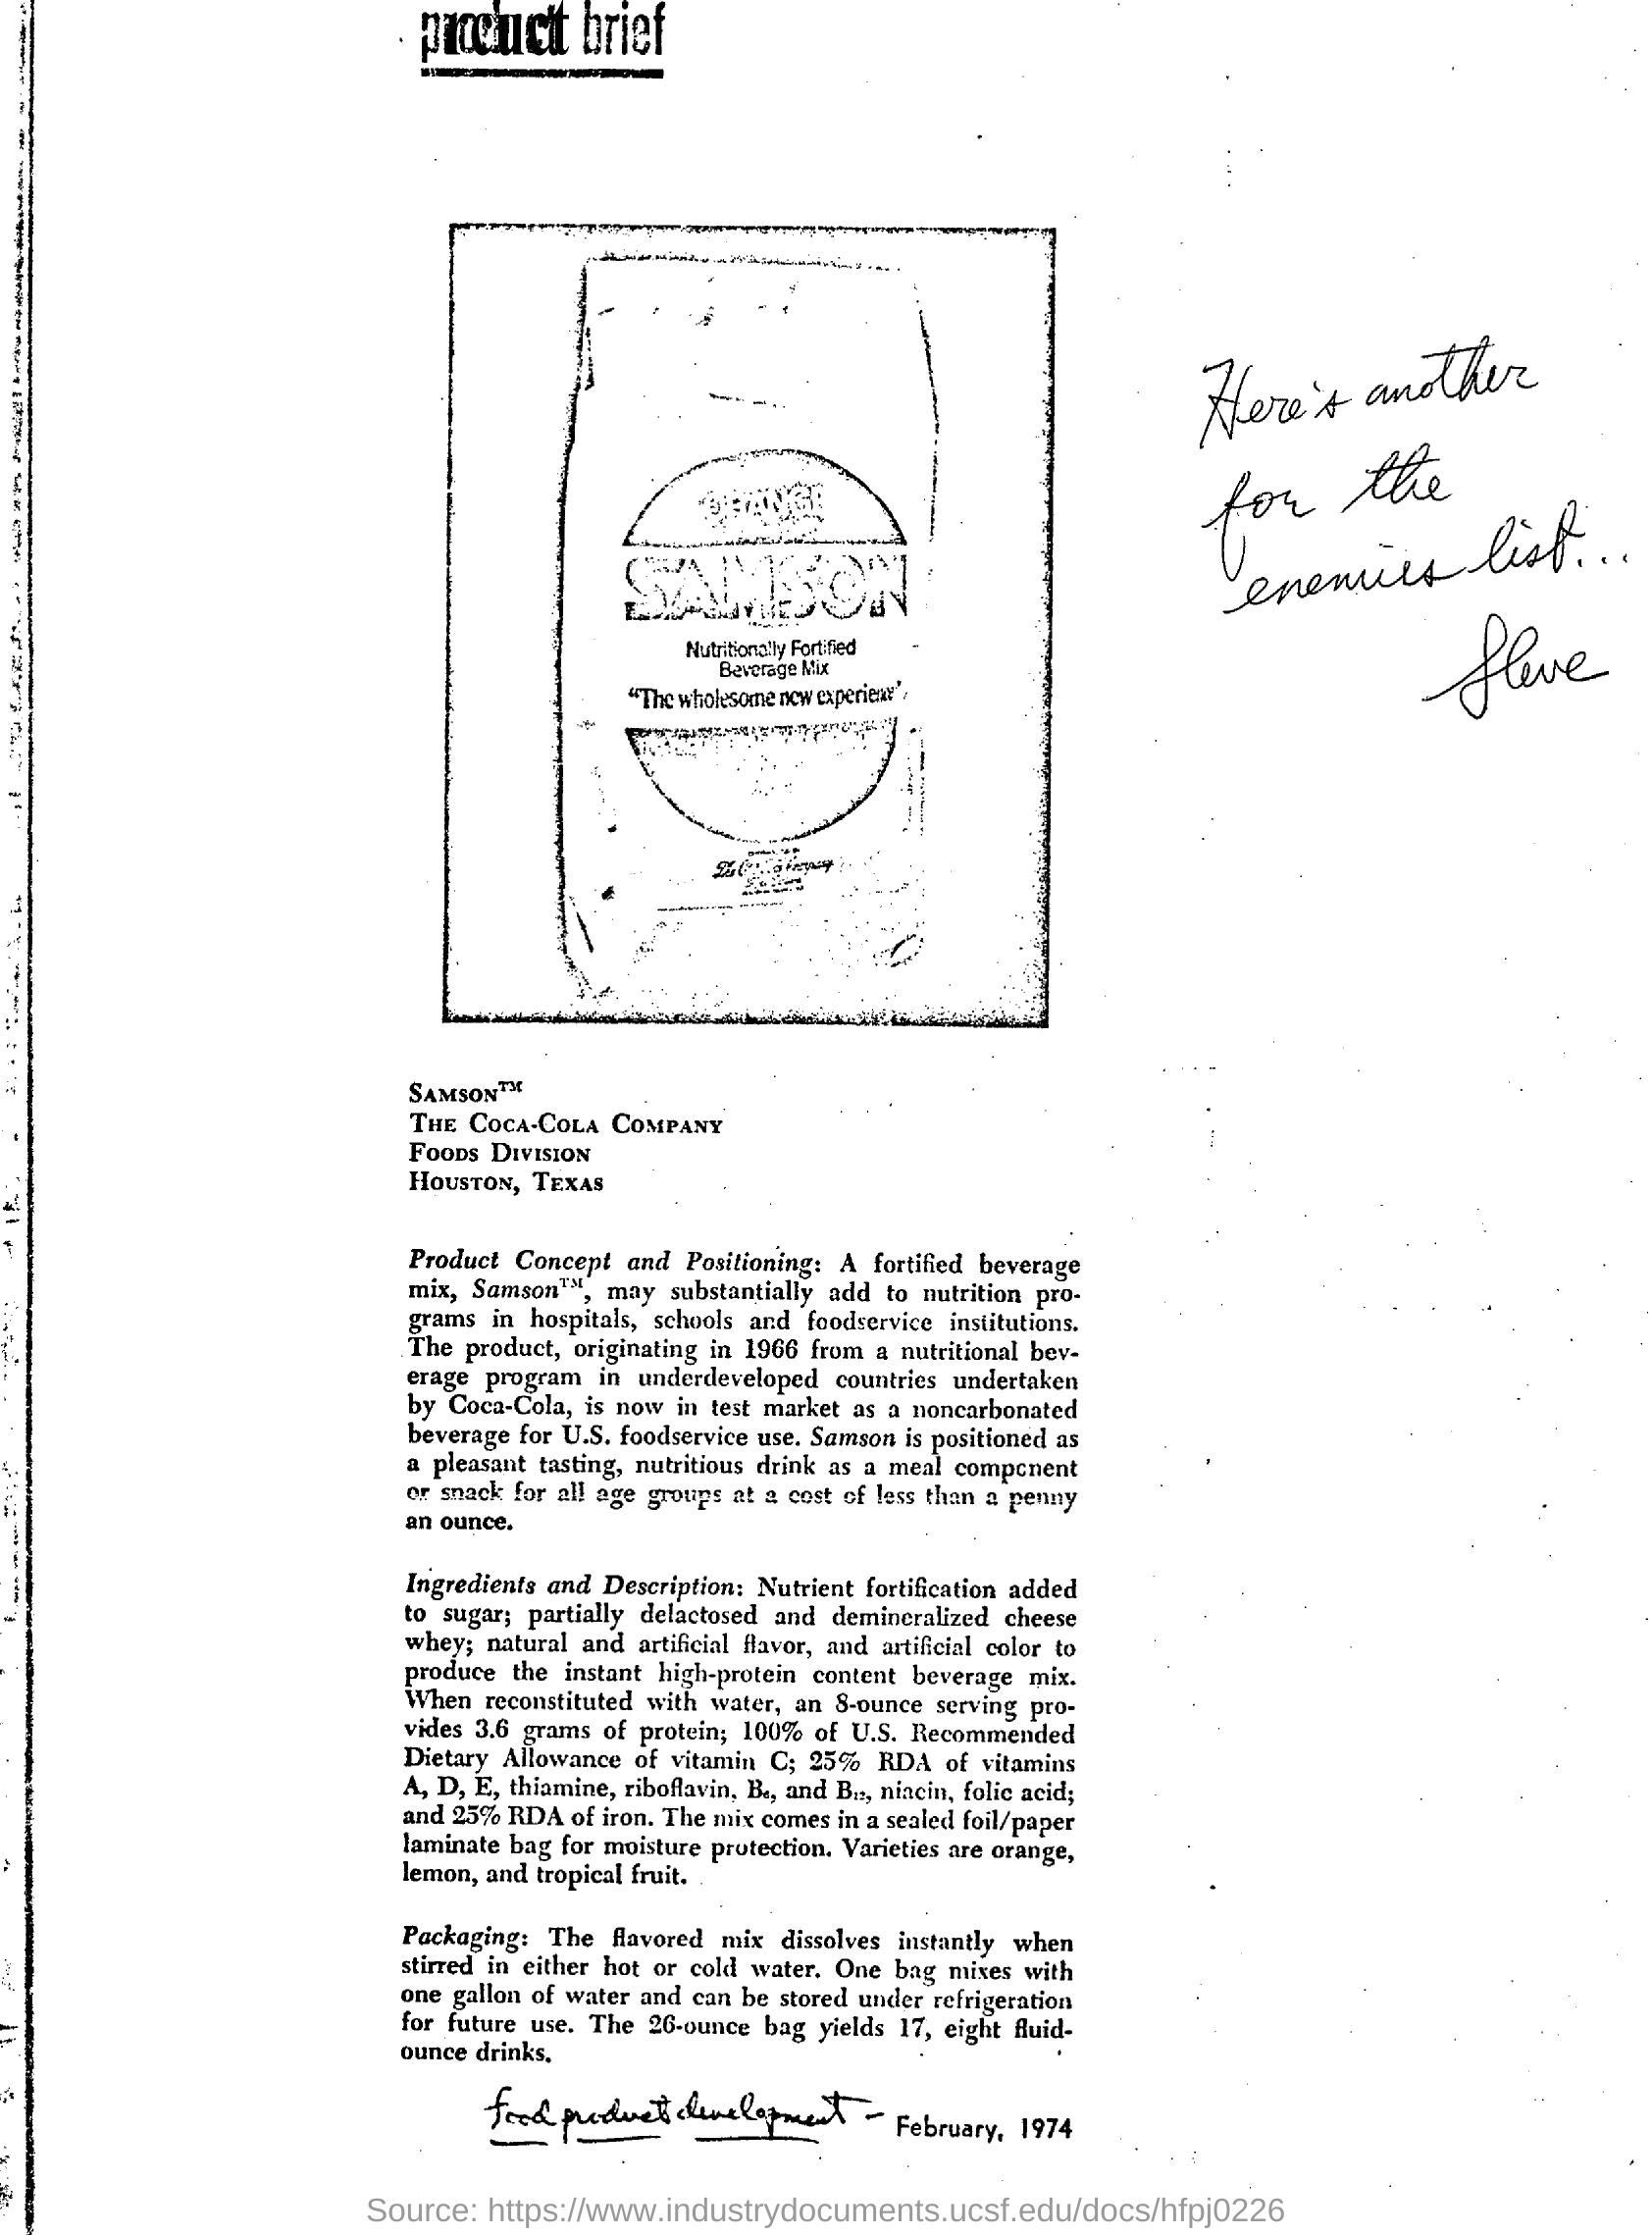 product brief
ORANGE
SAMSON
Nutritionally Fortified
Beverage Mix
"The wholesome new experience"
Here's another
for the
enemies list...
Steve
SAMSON™
THE COCA-COLA COMPANY
FOODS DIVISION
HOUSTON, TEXAS
Product Concept and Positioning: A fortified beverage
mix, Samson™, may substantially add to nutrition pro-
grams in hospitals, schools and foodservice institutions.
The product, originating in 1966 from a nutritional bev-
erage program in underdeveloped countries undertaken
by Coca-Cola, is now in test market as a noncarbonated
beverage for U.S. foodservice use. Samson is positioned as
a pleasant tasting, nutritious drink as a meal component
or snack for all age groups at a cost of less than a penny
an ounce.
Ingredients and Description: Nutrient fortification added
to sugar; partially delactosed and demineralized cheese
whey; natural and artificial flavor, and artificial color to
produce the instant high-protein content beverage mix.
When reconstituted with water, an 8-ounce serving pro-
vides 3.6 grams of protein; 100% of U.S. Recommended
Dietary Allowance of vitamin C; 25% RDA of vitamins
A, D, E, thiamine, riboflavin, B₆, and B₁₂, niacin, folic acid;
and 25% RDA of iron. The mix comes in a sealed foil/paper
laminate bag for moisture protection. Varieties are orange,
lemon, and tropical fruit.
Packaging: The flavored mix dissolves instantly when
stirred in either hot or cold water. One bag mixes with
one gallon of water and can be stored under refrigeration
for future use. The 26-ounce bag yields 17, eight fluid-
ounce drinks.
food product development - February, 1974
Source: https://www.industrydocuments.ucsf.edu/docs/hfpj0226